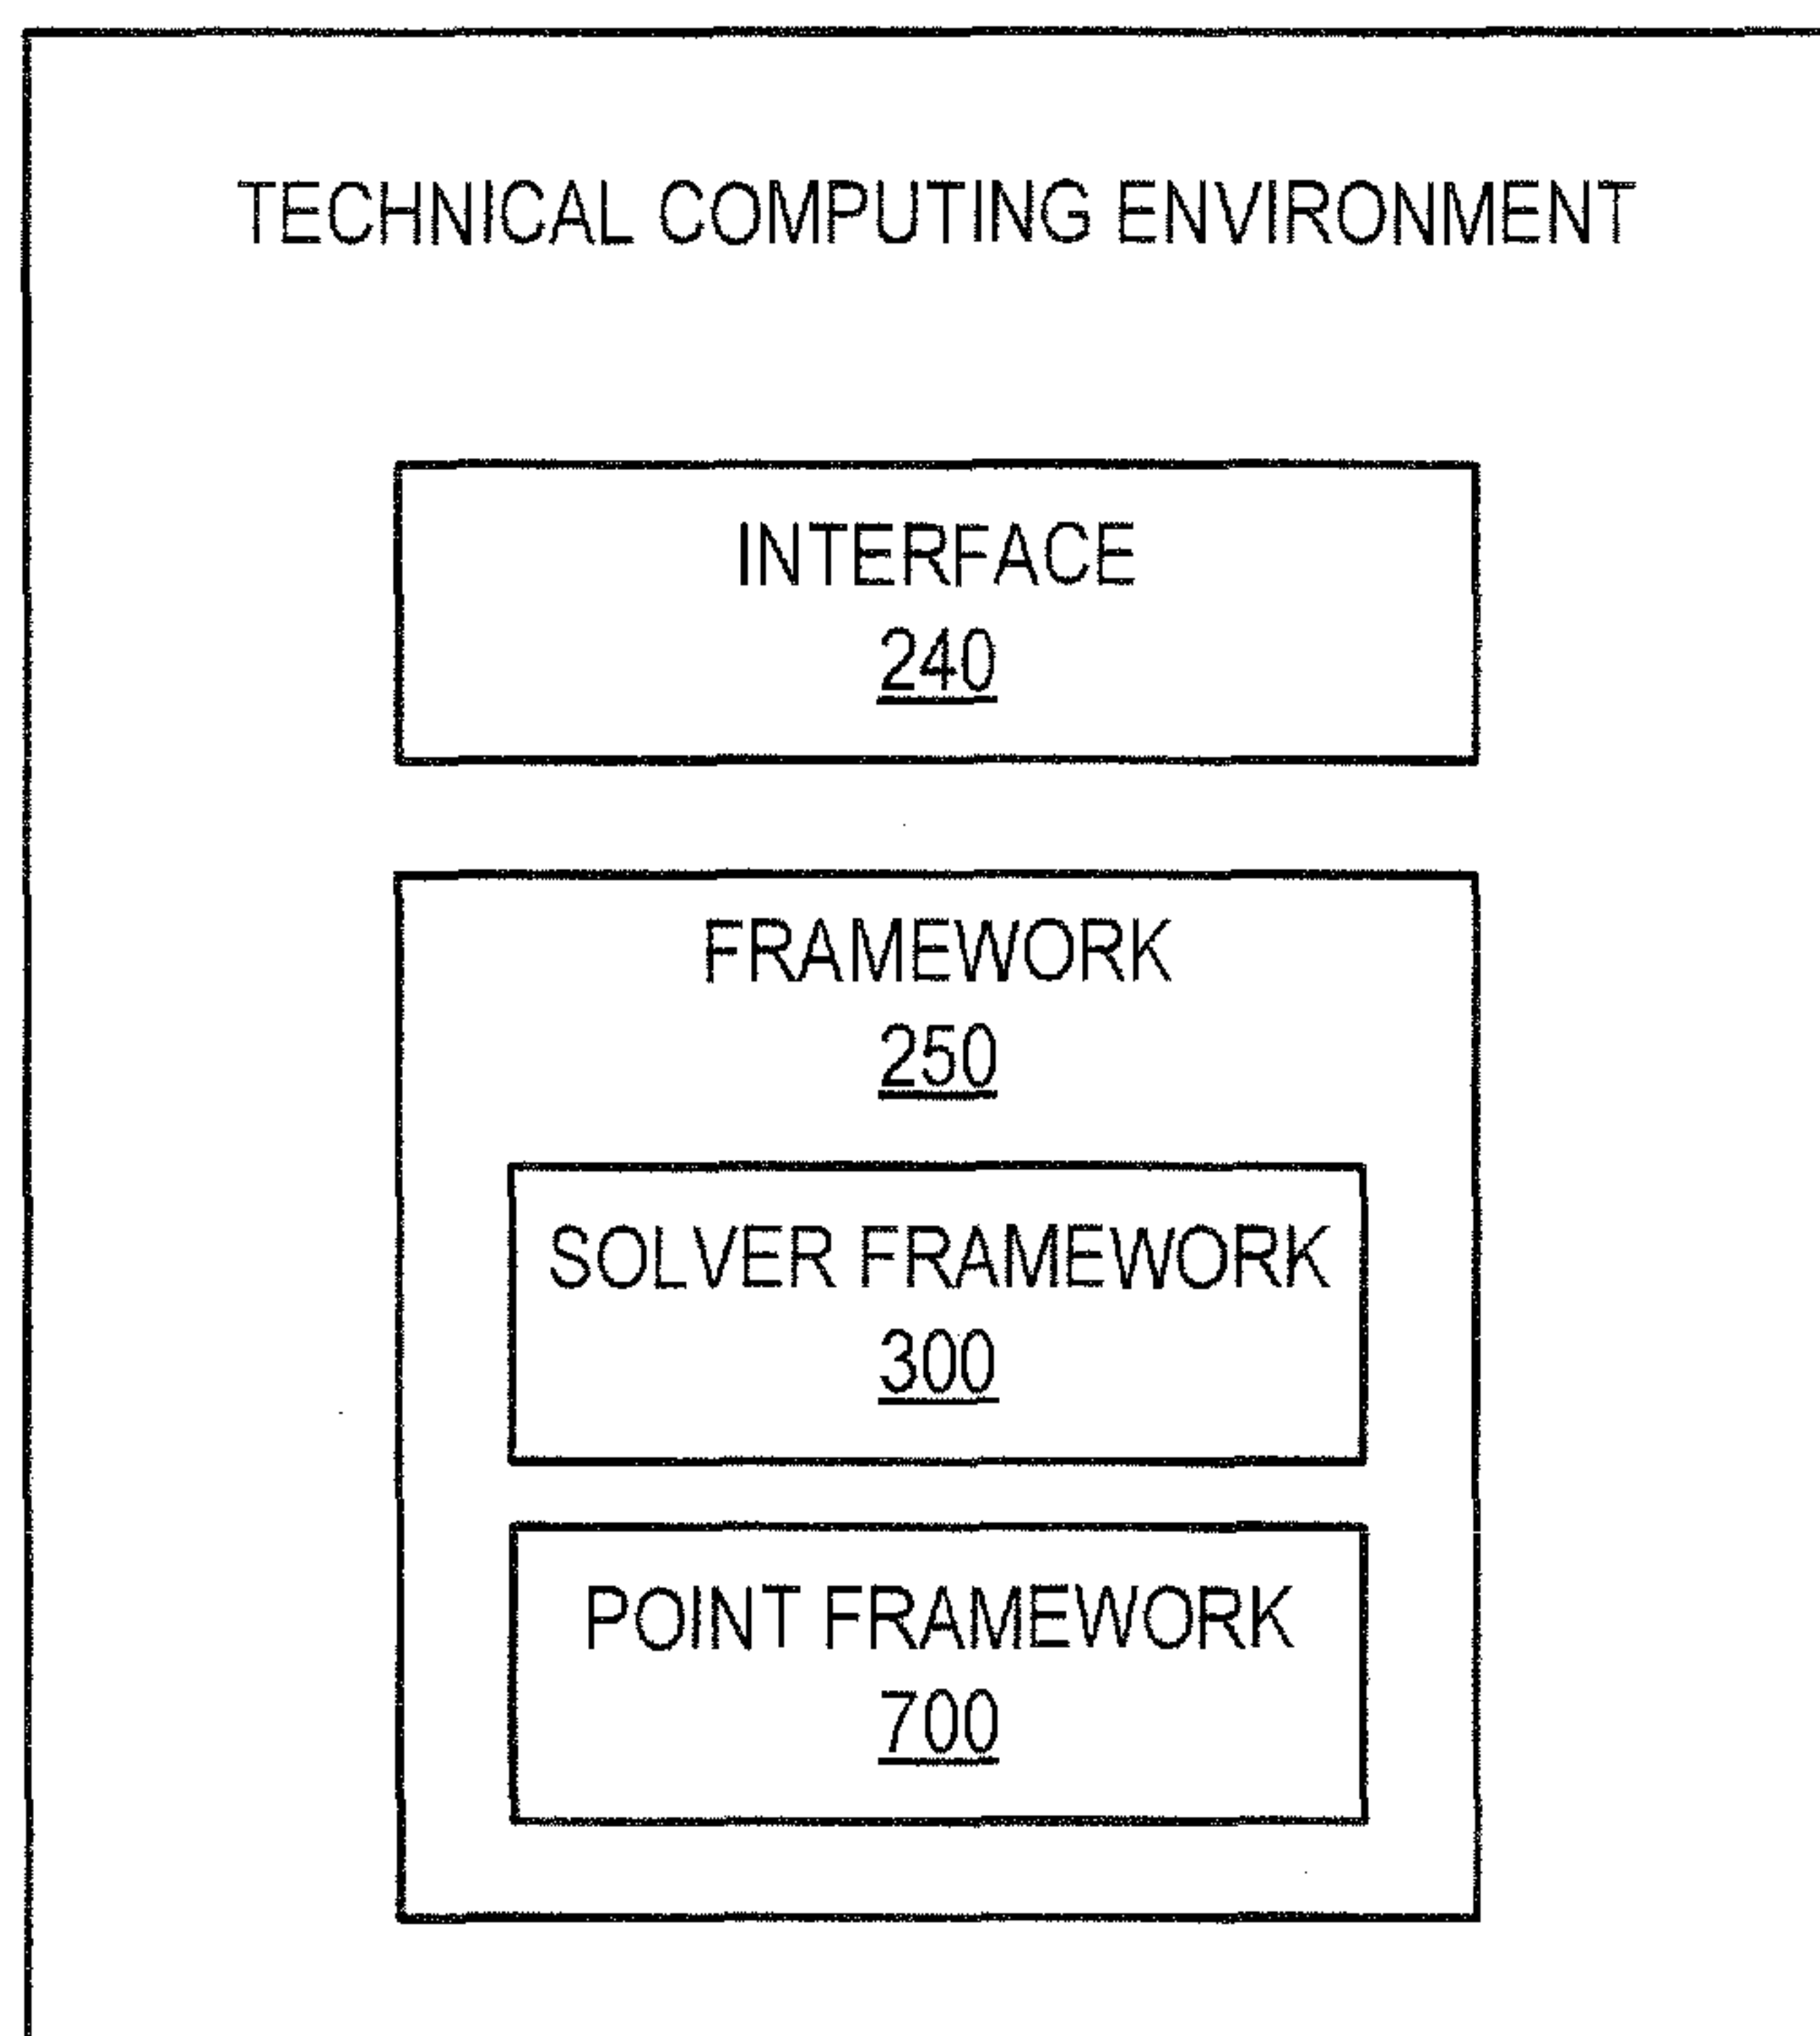 TECHNICAL COMPUTING ENVIRONMENT
INTERFACE
240
FRAMEWORK
250
SOLVER FRAMEWORK
300
POINT FRAMEWORK
700